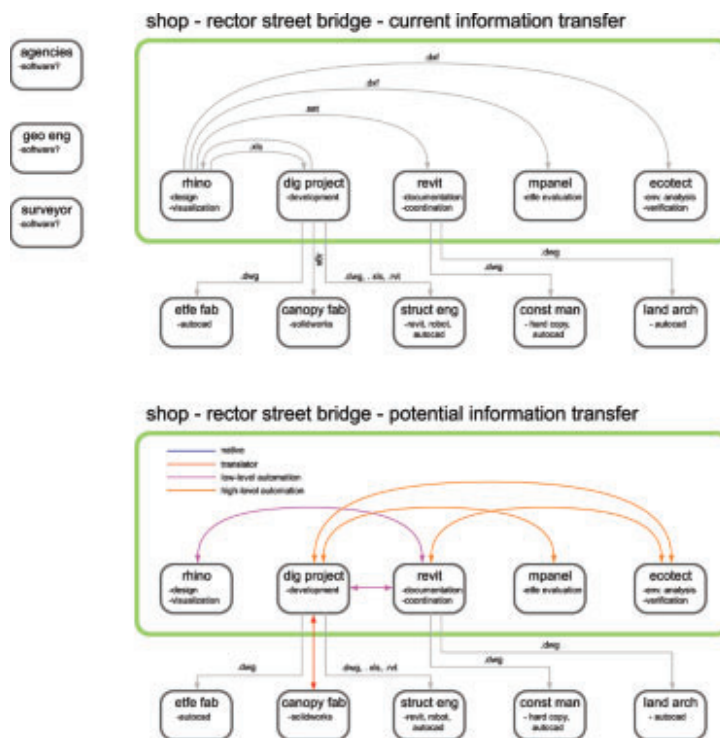 shop - rector street bridge - current information transfer
agencies
-software?
geo eng
-software?
surveyor
-software?
.dxf
.dxf
.sat
.xls
rhino
-design
-visualization
dig project
-development
revit
-documentation
-coordination
mpanel
-etfe evaluation
ecotect
-env. analysis
-verification
.dwg
.dwg, . xls, .rvt
.dwg
.dwg
etfe fab
-autocad
canopy fab
-solidworks
struct eng
-revit, robot,
autocad
const man
- hard copy,
autocad
land arch
- autocad
shop - rector street bridge - potential information transfer
native
translator
low-level automation
high-level automation
rhino
-design
-visualization
dig project
-development
revit
-documentation
-coordination
mpanel
-etfe evaluation
ecotect
-env. analysis
-verification
.dwg
.dwg, . xls, .rvt
.dwg
.dwg
etfe fab
-autocad
canopy fab
-solidworks
struct eng
-revit, robot,
autocad
const man
- hard copy,
autocad
land arch
- autocad